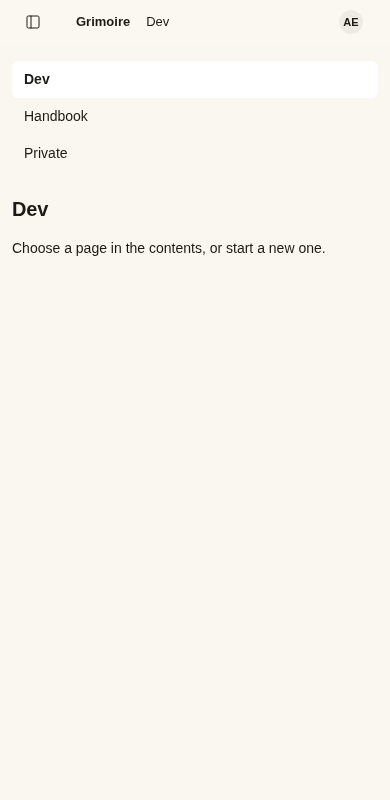 Grimoire Dev AE
Dev
Handbook
Private
Dev
Choose a page in the contents, or start a new one.